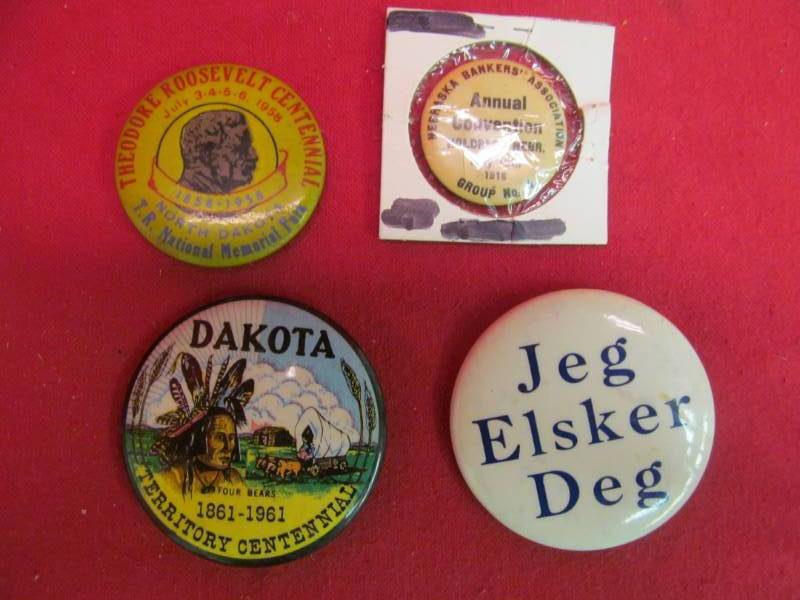 THEODORE ROOSEVELT CENTENNIAL
July 3-4-5-6, 1958
1858-1958
NORTH DAKOTA
T.R. National Memorial Park
NEBRASKA BANKERS' ASSOCIATION
Annual
Convention
NEBR.
GROUP No.
DAKOTA
FOUR BEARS
1861-1961
TERRITORY CENTENNIAL
Jeg
Elsker
Deg